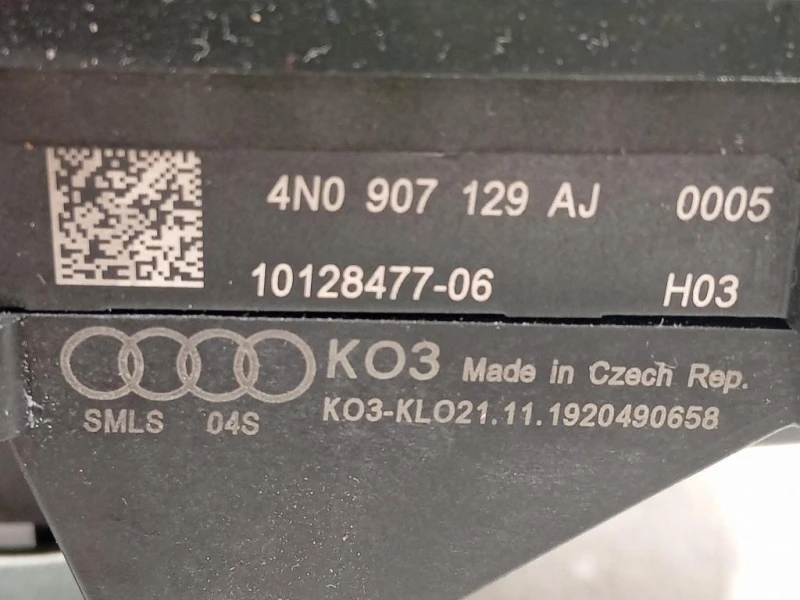 4N0 907 129 AJ 0005
10128477-06 H03
KO3 Made in Czech Rep.
SMLS 04S KO3-KLO21.11.1920490658